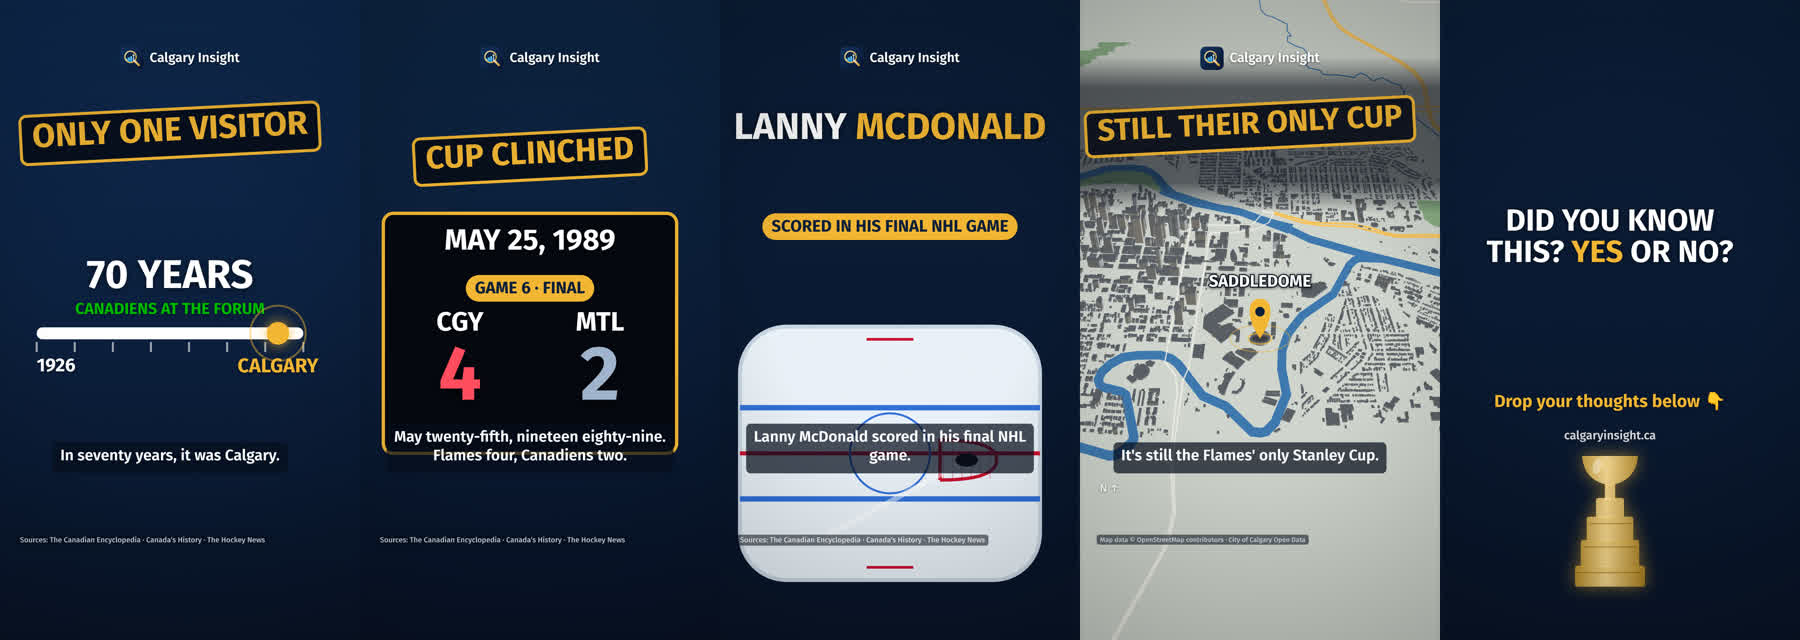 Calgary Insight
ONLY ONE VISITOR
70 YEARS
CANADIENS AT THE FORUM
1926
CALGARY
In seventy years, it was Calgary.
Sources: The Canadian Encyclopedia · Canada's History · The Hockey News
Calgary Insight
CUP CLINCHED
MAY 25, 1989
GAME 6 · FINAL
CGY MTL
4 2
May twenty-fifth, nineteen eighty-nine.
Flames four, Canadiens two.
Sources: The Canadian Encyclopedia · Canada's History · The Hockey News
Calgary Insight
LANNY MCDONALD
SCORED IN HIS FINAL NHL GAME
Lanny McDonald scored in his final NHL
game.
Sources: The Canadian Encyclopedia · Canada's History · The Hockey News
Calgary Insight
STILL THEIR ONLY CUP
SADDLEDOME
It's still the Flames' only Stanley Cup.
N ↑
Map data © OpenStreetMap contributors · City of Calgary Open Data
DID YOU KNOW
THIS? YES OR NO?
Drop your thoughts below 👇
calgaryinsight.ca